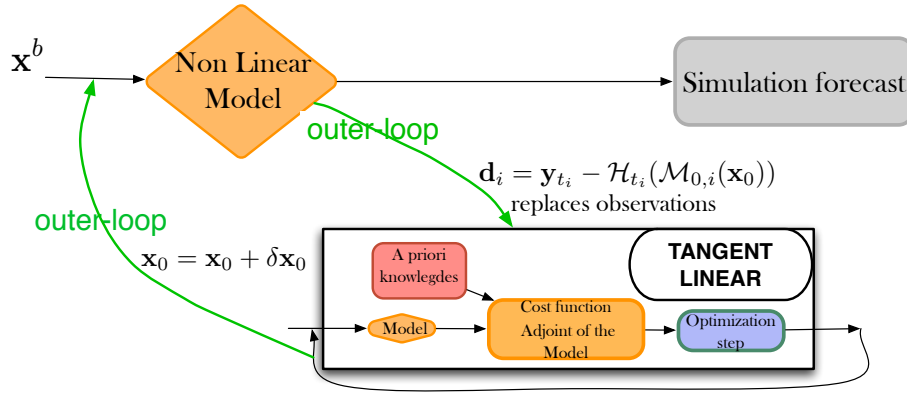 𝐱^b
Non Linear
Model
Simulation forecast
outer-loop
𝐝_i = 𝐲_{t_i} − ℋ_{t_i}(ℳ_{0,i}(𝐱_0))
replaces observations
outer-loop
𝐱_0 = 𝐱_0 + δ𝐱_0
TANGENT
LINEAR
A priori
knowlegdes
Model
Cost function
Adjoint of the
Model
Optimization
step